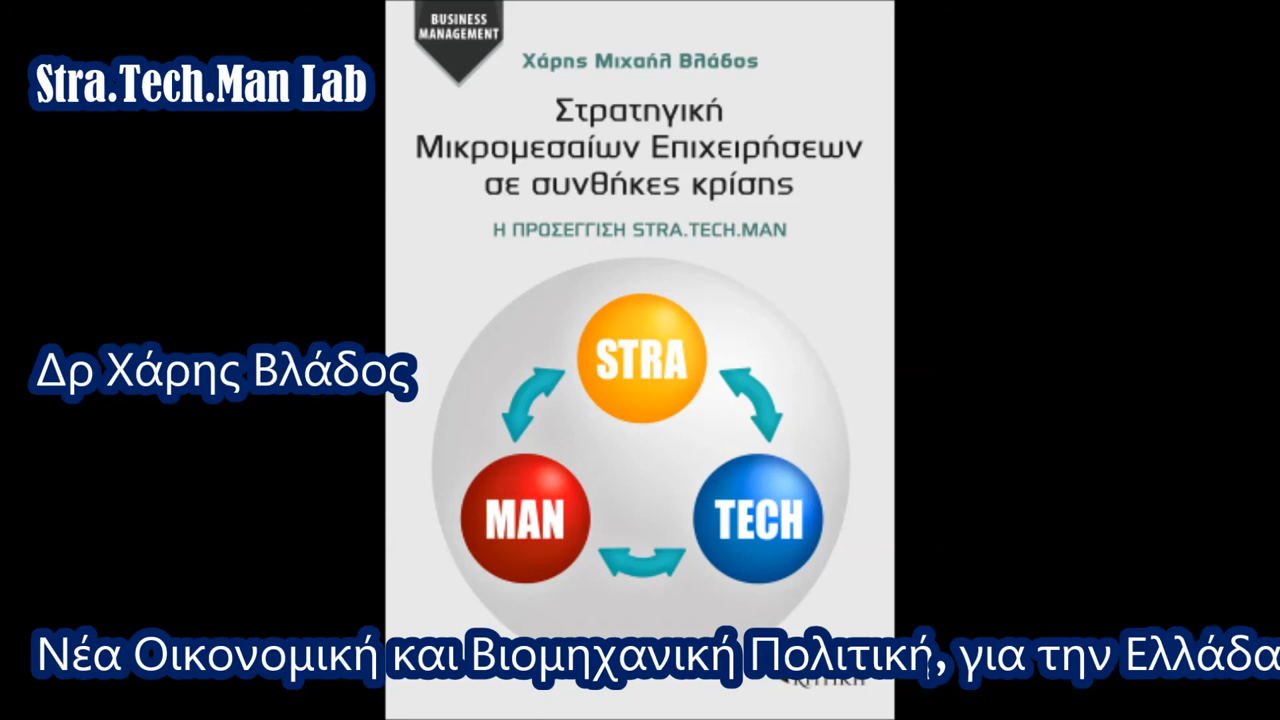 Stra.Tech.Man Lab
BUSINESS
MANAGEMENT
Χάρης Μιχαήλ Βλάδος
Στρατηγική
Μικρομεσαίων Επιχειρήσεων
σε συνθήκες κρίσης
Η ΠΡΟΣΕΓΓΙΣΗ STRA.TECH.MAN
STRA
Δρ Χάρης Βλάδος
MAN
TECH
Νέα Οικονομική και Βιομηχανική Πολιτική, για την Ελλάδα